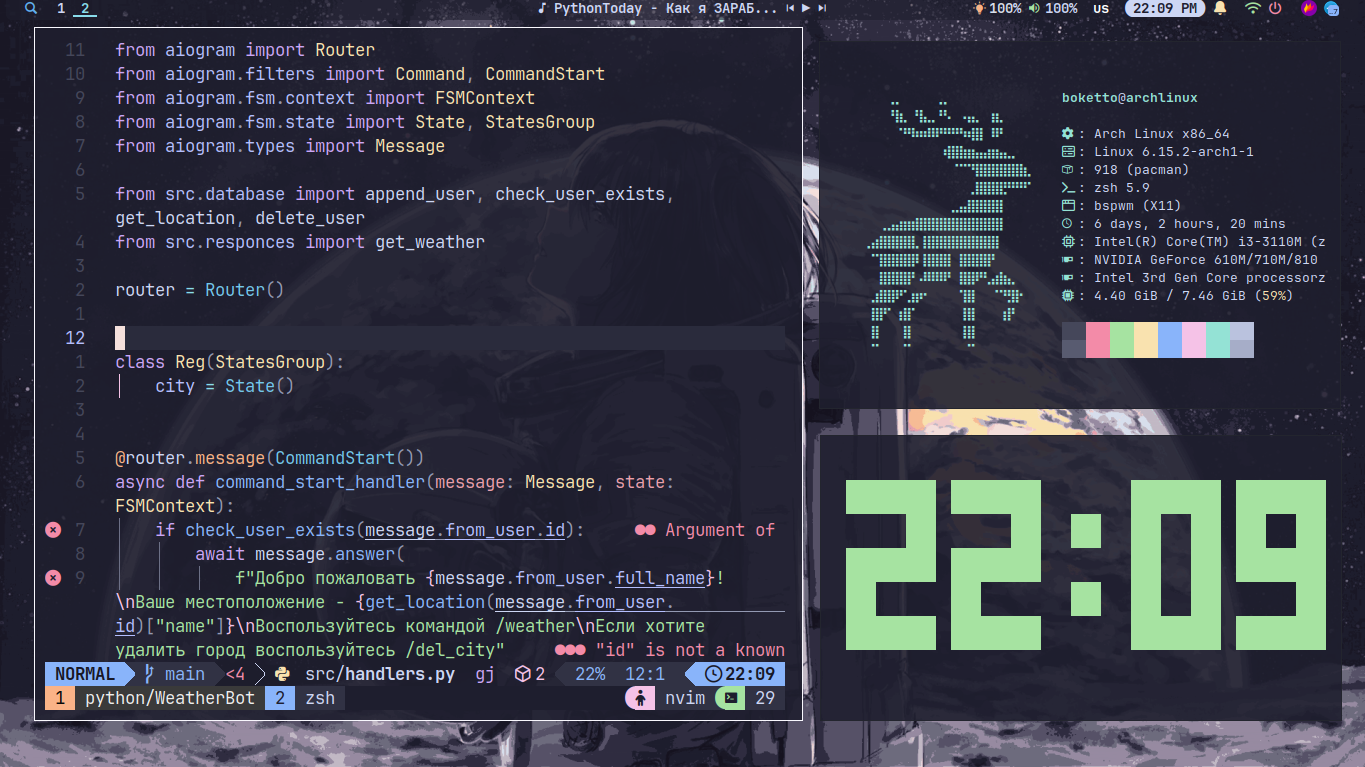 1 2
PythonToday - Как я ЗАРАБ...
100% 100% US 22:09 PM
11 from aiogram import Router
10 from aiogram.filters import Command, CommandStart
9 from aiogram.fsm.context import FSMContext
8 from aiogram.fsm.state import State, StatesGroup
7 from aiogram.types import Message
6
5 from src.database import append_user, check_user_exists,
get_location, delete_user
4 from src.responces import get_weather
3
2 router = Router()
1
12
1 class Reg(StatesGroup):
2 city = State()
3
4
5 @router.message(CommandStart())
6 async def command_start_handler(message: Message, state:
FSMContext):
7 if check_user_exists(message.from_user.id): Argument of
8 await message.answer(
9 f"Добро пожаловать {message.from_user.full_name}!
\nВаше местоположение - {get_location(message.from_user.
id)["name"]}\nВоспользуйтесь командой /weather\nЕсли хотите
удалить город воспользуйтесь /del_city" "id" is not a known
NORMAL main <4 src/handlers.py gj 2 22% 12:1 22:09
1 python/WeatherBot 2 zsh nvim 29
boketto@archlinux
: Arch Linux x86_64
: Linux 6.15.2-arch1-1
: 918 (pacman)
: zsh 5.9
: bspwm (X11)
: 6 days, 2 hours, 20 mins
: Intel(R) Core(TM) i3-3110M (z
: NVIDIA GeForce 610M/710M/810
: Intel 3rd Gen Core processorz
: 4.40 GiB / 7.46 GiB (59%)
22:09